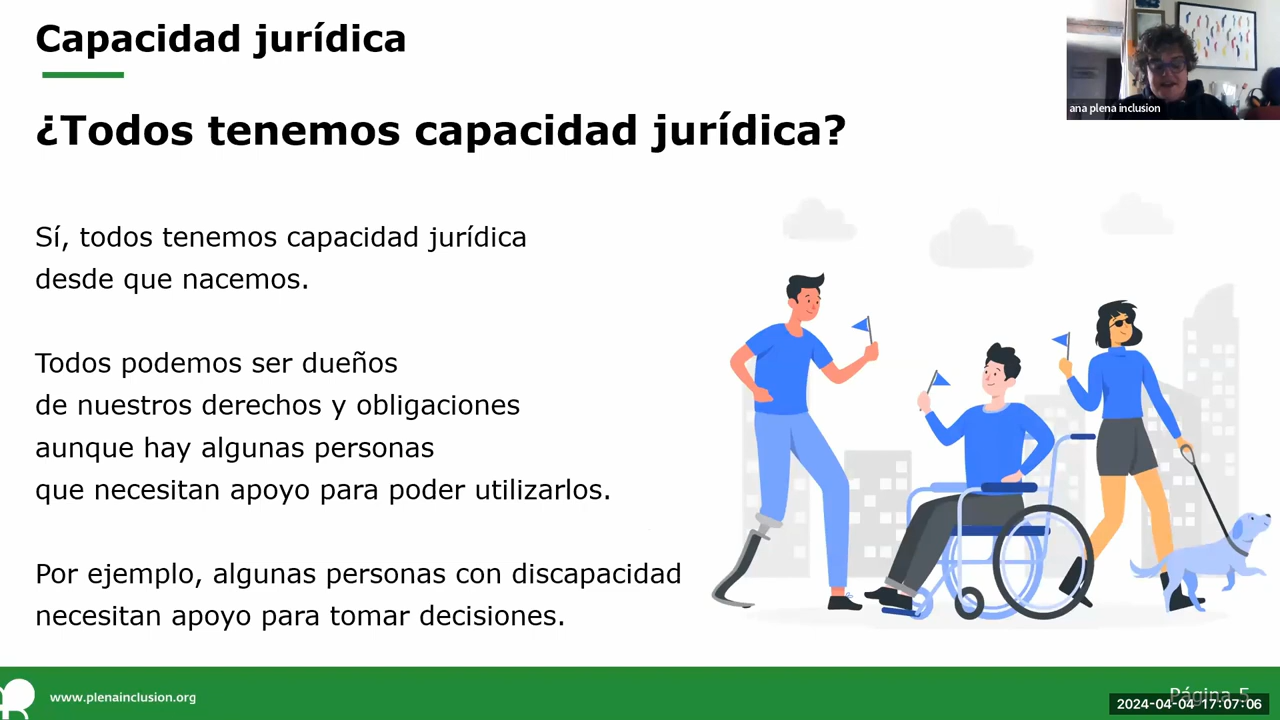 Capacidad jurídica
ana plena inclusion
¿Todos tenemos capacidad jurídica?
Sí, todos tenemos capacidad jurídica
desde que nacemos.
Todos podemos ser dueños
de nuestros derechos y obligaciones
aunque hay algunas personas
que necesitan apoyo para poder utilizarlos.
Por ejemplo, algunas personas con discapacidad
necesitan apoyo para tomar decisiones.
www.plenainclusion.org
Página 5
2024-04-04 17:07:06